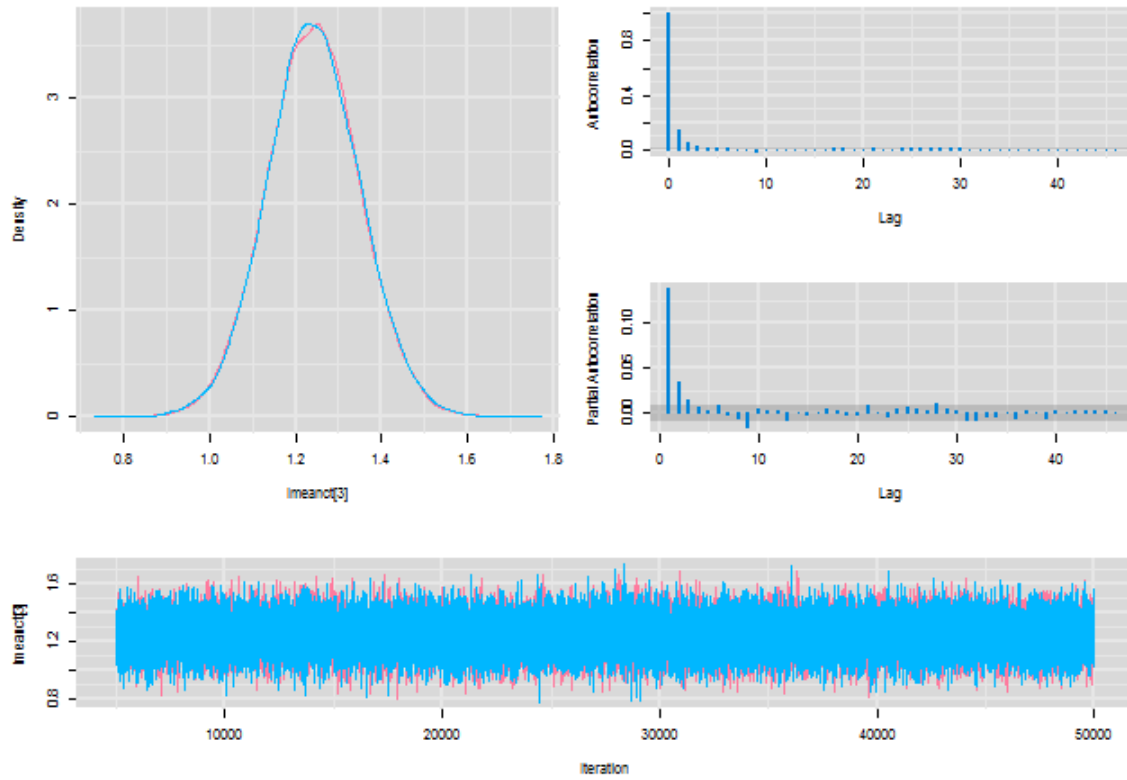 3
2
1
0
Density
0.8 1.0 1.2 1.4 1.6 1.8
lmeanct[3]
0.8
0.4
0.0
Autocorrelation
0 10 20 30 40
Lag
0.10
0.05
0.00
Partial Autocorrelation
0 10 20 30 40
Lag
1.6
1.2
0.8
lmeanct[3]
10000 20000 30000 40000 50000
Iteration